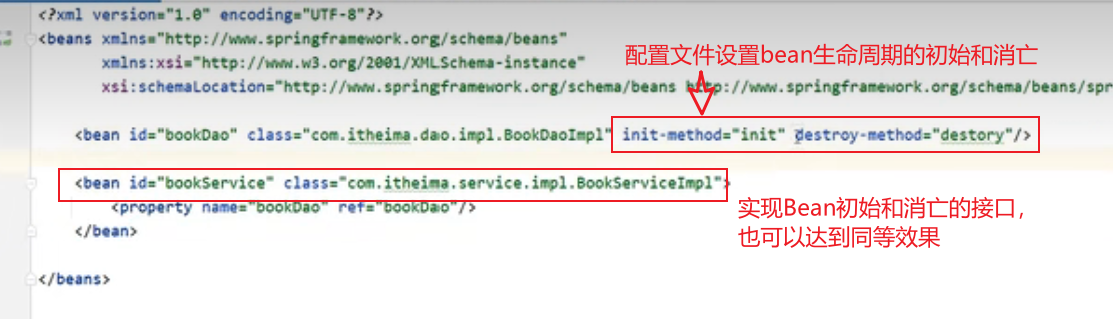 <?xml version="1.0" encoding="UTF-8"?>
<beans xmlns="http://www.springframework.org/schema/beans"
配置文件设置bean生命周期的初始和消亡
xmlns:xsi="http://www.w3.org/2001/XMLSchema-instance"
xsi:schemaLocation="http://www.springframework.org/schema/beans http://www.springframework.org/schema/beans/spr
<bean id="bookDao" class="com.itheima.dao.impl.BookDaoImpl" init-method="init" destroy-method="destory"/>
<bean id="bookService" class="com.itheima.service.impl.BookServiceImpl">
<property name="bookDao" ref="bookDao"/>
实现Bean初始和消亡的接口，
也可以达到同等效果
</bean>
</beans>